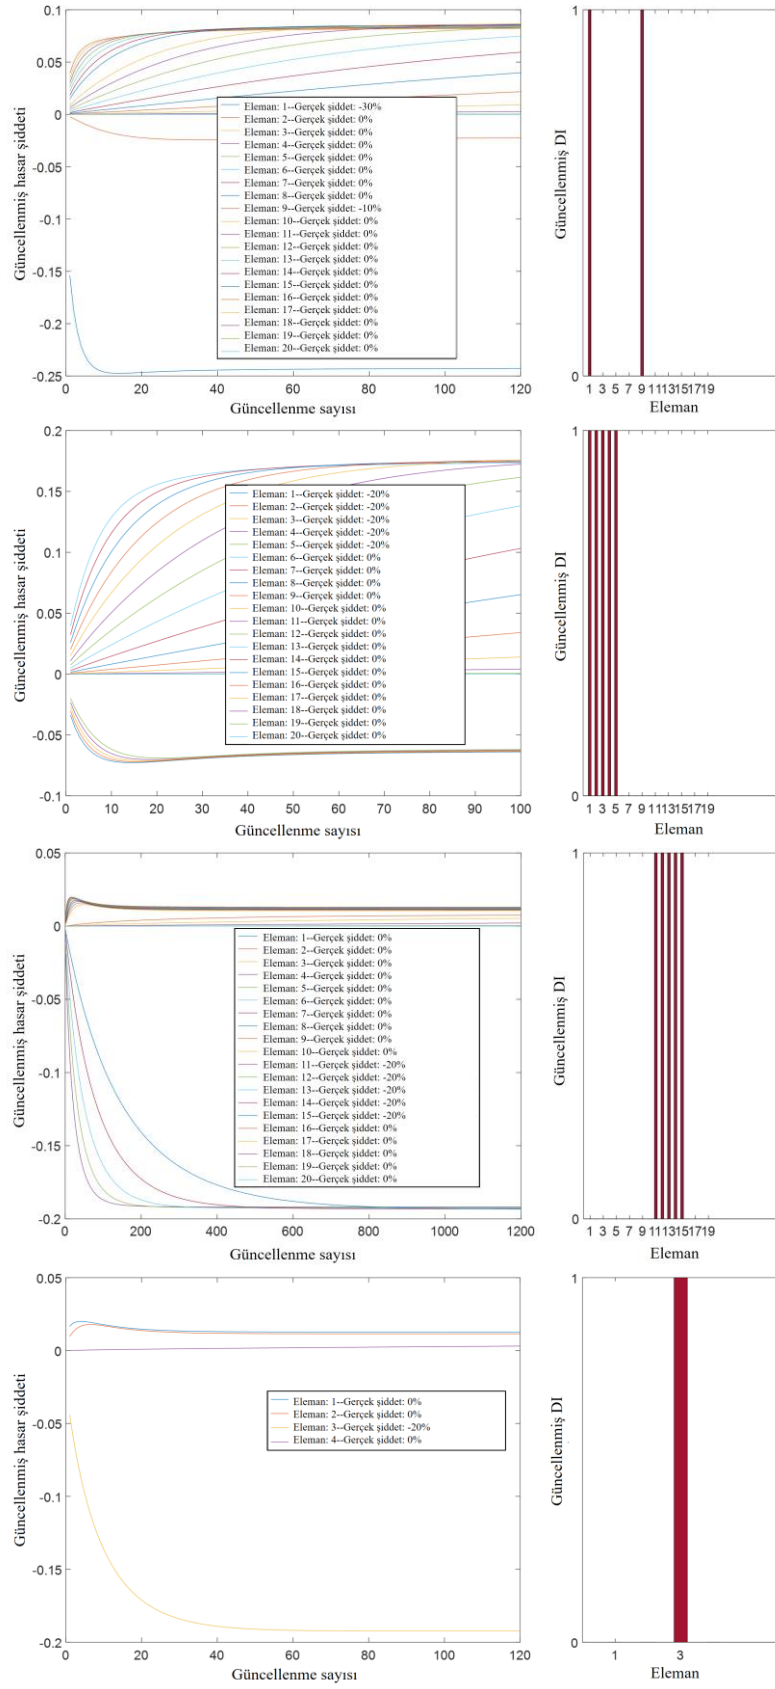 Güncellenmiş hasar şiddeti
0.1
0.05
0
-0.05
-0.1
-0.15
-0.2
-0.25
Eleman: 1--Gerçek şiddet: -30%
Eleman: 2--Gerçek şiddet: 0%
Eleman: 3--Gerçek şiddet: 0%
Eleman: 4--Gerçek şiddet: 0%
Eleman: 5--Gerçek şiddet: 0%
Eleman: 6--Gerçek şiddet: 0%
Eleman: 7--Gerçek şiddet: 0%
Eleman: 8--Gerçek şiddet: 0%
Eleman: 9--Gerçek şiddet: -10%
Eleman: 10--Gerçek şiddet: 0%
Eleman: 11--Gerçek şiddet: 0%
Eleman: 12--Gerçek şiddet: 0%
Eleman: 13--Gerçek şiddet: 0%
Eleman: 14--Gerçek şiddet: 0%
Eleman: 15--Gerçek şiddet: 0%
Eleman: 16--Gerçek şiddet: 0%
Eleman: 17--Gerçek şiddet: 0%
Eleman: 18--Gerçek şiddet: 0%
Eleman: 19--Gerçek şiddet: 0%
Eleman: 20--Gerçek şiddet: 0%
0 20 40 60 80 100 120
Güncellenme sayısı
Güncellenmiş DI
1
0
1 3 5 7 9 11 13 15 17 19
Eleman
Güncellenmiş hasar şiddeti
0.2
0.15
0.1
0.05
0
-0.05
-0.1
Eleman: 1--Gerçek şiddet: -20%
Eleman: 2--Gerçek şiddet: -20%
Eleman: 3--Gerçek şiddet: -20%
Eleman: 4--Gerçek şiddet: -20%
Eleman: 5--Gerçek şiddet: -20%
Eleman: 6--Gerçek şiddet: 0%
Eleman: 7--Gerçek şiddet: 0%
Eleman: 8--Gerçek şiddet: 0%
Eleman: 9--Gerçek şiddet: 0%
Eleman: 10--Gerçek şiddet: 0%
Eleman: 11--Gerçek şiddet: 0%
Eleman: 12--Gerçek şiddet: 0%
Eleman: 13--Gerçek şiddet: 0%
Eleman: 14--Gerçek şiddet: 0%
Eleman: 15--Gerçek şiddet: 0%
Eleman: 16--Gerçek şiddet: 0%
Eleman: 17--Gerçek şiddet: 0%
Eleman: 18--Gerçek şiddet: 0%
Eleman: 19--Gerçek şiddet: 0%
Eleman: 20--Gerçek şiddet: 0%
0 10 20 30 40 50 60 70 80 90 100
Güncellenme sayısı
Güncellenmiş DI
1
0
1 3 5 7 9 11 13 15 17 19
Eleman
Güncellenmiş hasar şiddeti
0.05
0
-0.05
-0.1
-0.15
-0.2
Eleman: 1--Gerçek şiddet: 0%
Eleman: 2--Gerçek şiddet: 0%
Eleman: 3--Gerçek şiddet: 0%
Eleman: 4--Gerçek şiddet: 0%
Eleman: 5--Gerçek şiddet: 0%
Eleman: 6--Gerçek şiddet: 0%
Eleman: 7--Gerçek şiddet: 0%
Eleman: 8--Gerçek şiddet: 0%
Eleman: 9--Gerçek şiddet: 0%
Eleman: 10--Gerçek şiddet: 0%
Eleman: 11--Gerçek şiddet: -20%
Eleman: 12--Gerçek şiddet: -20%
Eleman: 13--Gerçek şiddet: -20%
Eleman: 14--Gerçek şiddet: -20%
Eleman: 15--Gerçek şiddet: -20%
Eleman: 16--Gerçek şiddet: 0%
Eleman: 17--Gerçek şiddet: 0%
Eleman: 18--Gerçek şiddet: 0%
Eleman: 19--Gerçek şiddet: 0%
Eleman: 20--Gerçek şiddet: 0%
0 200 400 600 800 1000 1200
Güncellenme sayısı
Güncellenmiş DI
1
0
1 3 5 7 9 11 13 15 17 19
Eleman
Güncellenmiş hasar şiddeti
0.05
0
-0.05
-0.1
-0.15
-0.2
Eleman: 1--Gerçek şiddet: 0%
Eleman: 2--Gerçek şiddet: 0%
Eleman: 3--Gerçek şiddet: -20%
Eleman: 4--Gerçek şiddet: 0%
0 20 40 60 80 100 120
Güncellenme sayısı
Güncellenmiş DI
1
0
1 3
Eleman